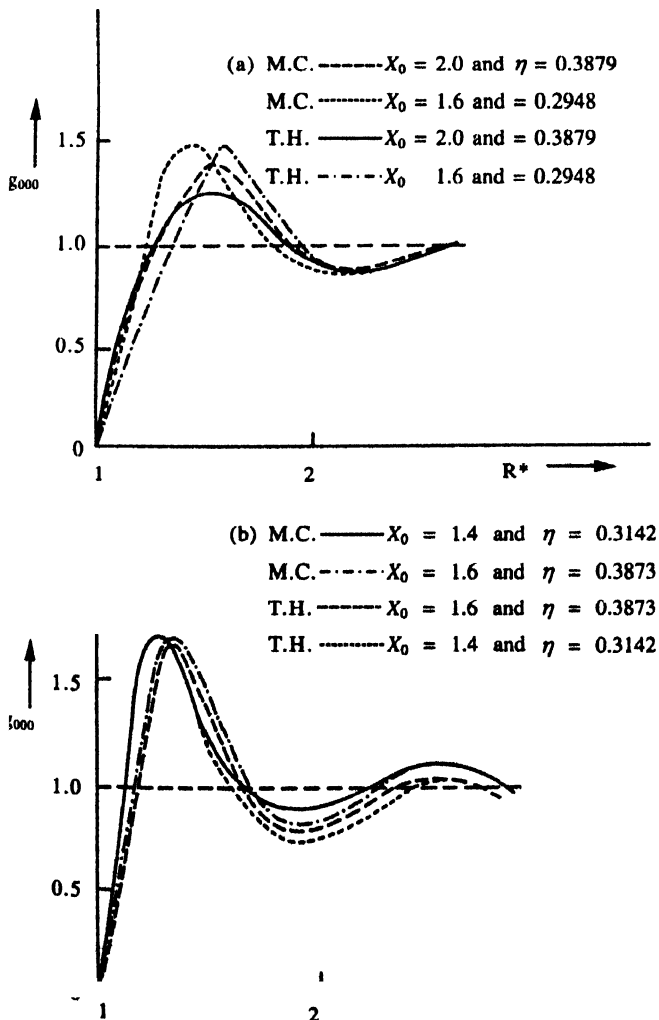 (a) M.C. X₀ = 2.0 and η = 0.3879
M.C. X₀ = 1.6 and = 0.2948
T.H. X₀ = 2.0 and = 0.3879
T.H. X₀ 1.6 and = 0.2948
g₀₀₀
1.5
1.0
0.5
0
1
2
R*
(b) M.C. X₀ = 1.4 and η = 0.3142
M.C. X₀ = 1.6 and η = 0.3873
T.H. X₀ = 1.6 and η = 0.3873
T.H. X₀ = 1.4 and η = 0.3142
g₀₀₀
1.5
1.0
0.5
1
2